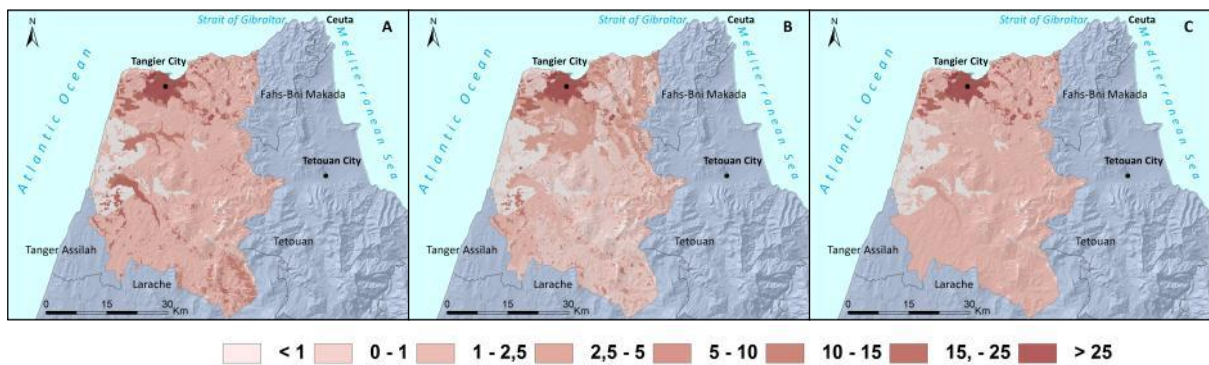 Strait of Gibraltar
Ceuta
A
N
Tangier City
Atlantic Ocean
Mediterranean Sea
Fahs-Bni Makada
Tetouan City
Tanger Assilah
Tetouan
Larache
0 15 30
Km
Strait of Gibraltar
Ceuta
B
N
Tangier City
Atlantic Ocean
Mediterranean Sea
Fahs-Bni Makada
Tetouan City
Tanger Assilah
Tetouan
Larache
0 15 30
Km
Strait of Gibraltar
Ceuta
C
N
Tangier City
Atlantic Ocean
Mediterranean Sea
Fahs-Bni Makada
Tetouan City
Tanger Assilah
Tetouan
Larache
0 15 30
Km
< 1 0 - 1 1 - 2,5 2,5 - 5 5 - 10 10 - 15 15, - 25 > 25